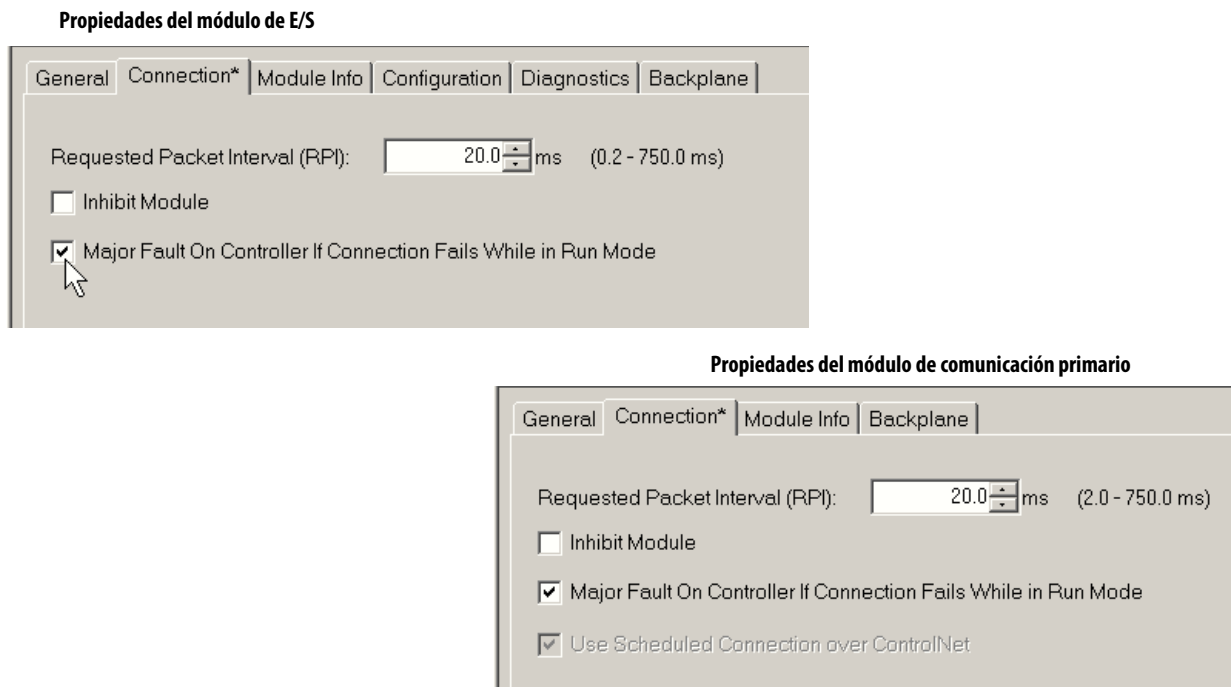 Propiedades del módulo de E/S
General Connection* Module Info Configuration Diagnostics Backplane
Requested Packet Interval (RPI): 20.0 ms (0.2 - 750.0 ms)
Inhibit Module
Major Fault On Controller If Connection Fails While in Run Mode
Propiedades del módulo de comunicación primario
General Connection* Module Info Backplane
Requested Packet Interval (RPI): 20.0 ms (2.0 - 750.0 ms)
Inhibit Module
Major Fault On Controller If Connection Fails While in Run Mode
Use Scheduled Connection over ControlNet